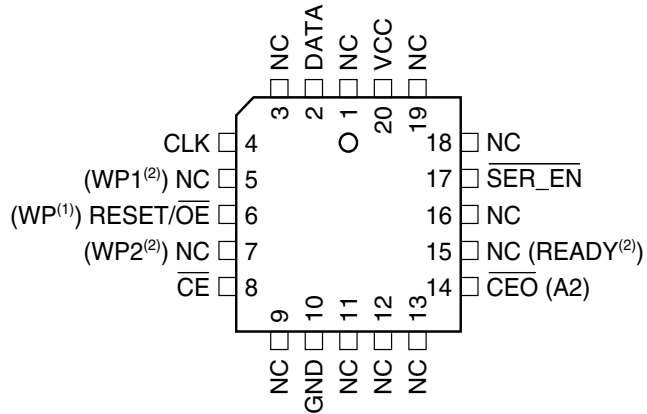 NC
DATA
NC
VCC
NC
3
2
1
20
19
CLK 4
18 NC
(WP1(2)) NC 5
17 SER_EN
(WP(1)) RESET/OE 6
16 NC
(WP2(2)) NC 7
15 NC (READY(2))
CE 8
14 CEO (A2)
9
10
11
12
13
NC
GND
NC
NC
NC